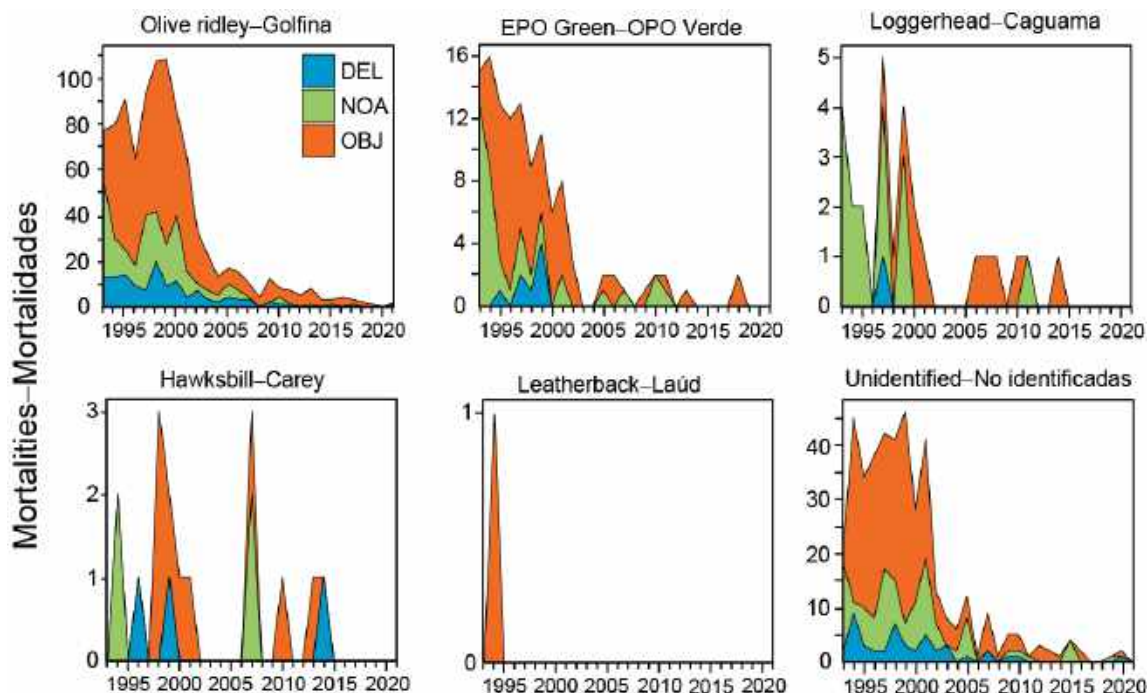 Mortalities–Mortalidades
Olive ridley–Golfina
100
80
60
40
20
0
DEL
NOA
OBJ
1995 2000 2005 2010 2015 2020
EPO Green–OPO Verde
16
12
8
4
0
1995 2000 2005 2010 2015 2020
Loggerhead–Caguama
5
4
3
2
1
0
1995 2000 2005 2010 2015 2020
Hawksbill–Carey
3
2
1
0
1995 2000 2005 2010 2015 2020
Leatherback–Laúd
1
0
1995 2000 2005 2010 2015 2020
Unidentified–No identificadas
40
30
20
10
0
1995 2000 2005 2010 2015 2020